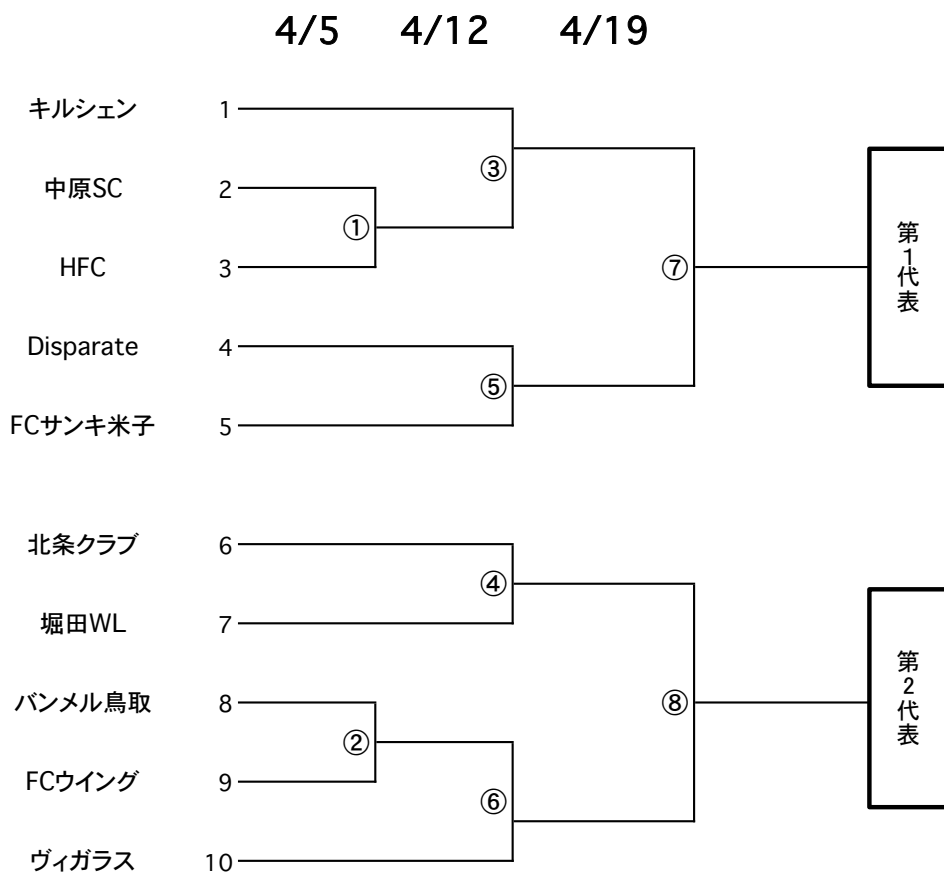 4/5 4/12 4/19
キルシェン 1
③
中原SC 2
①
HFC 3
⑦
第1代表
Disparate 4
⑤
FCサンキ米子 5
北条クラブ 6
④
堀田WL 7
バンメル鳥取 8
⑧
第2代表
②
FCウイング 9
⑥
ヴィガラス 10